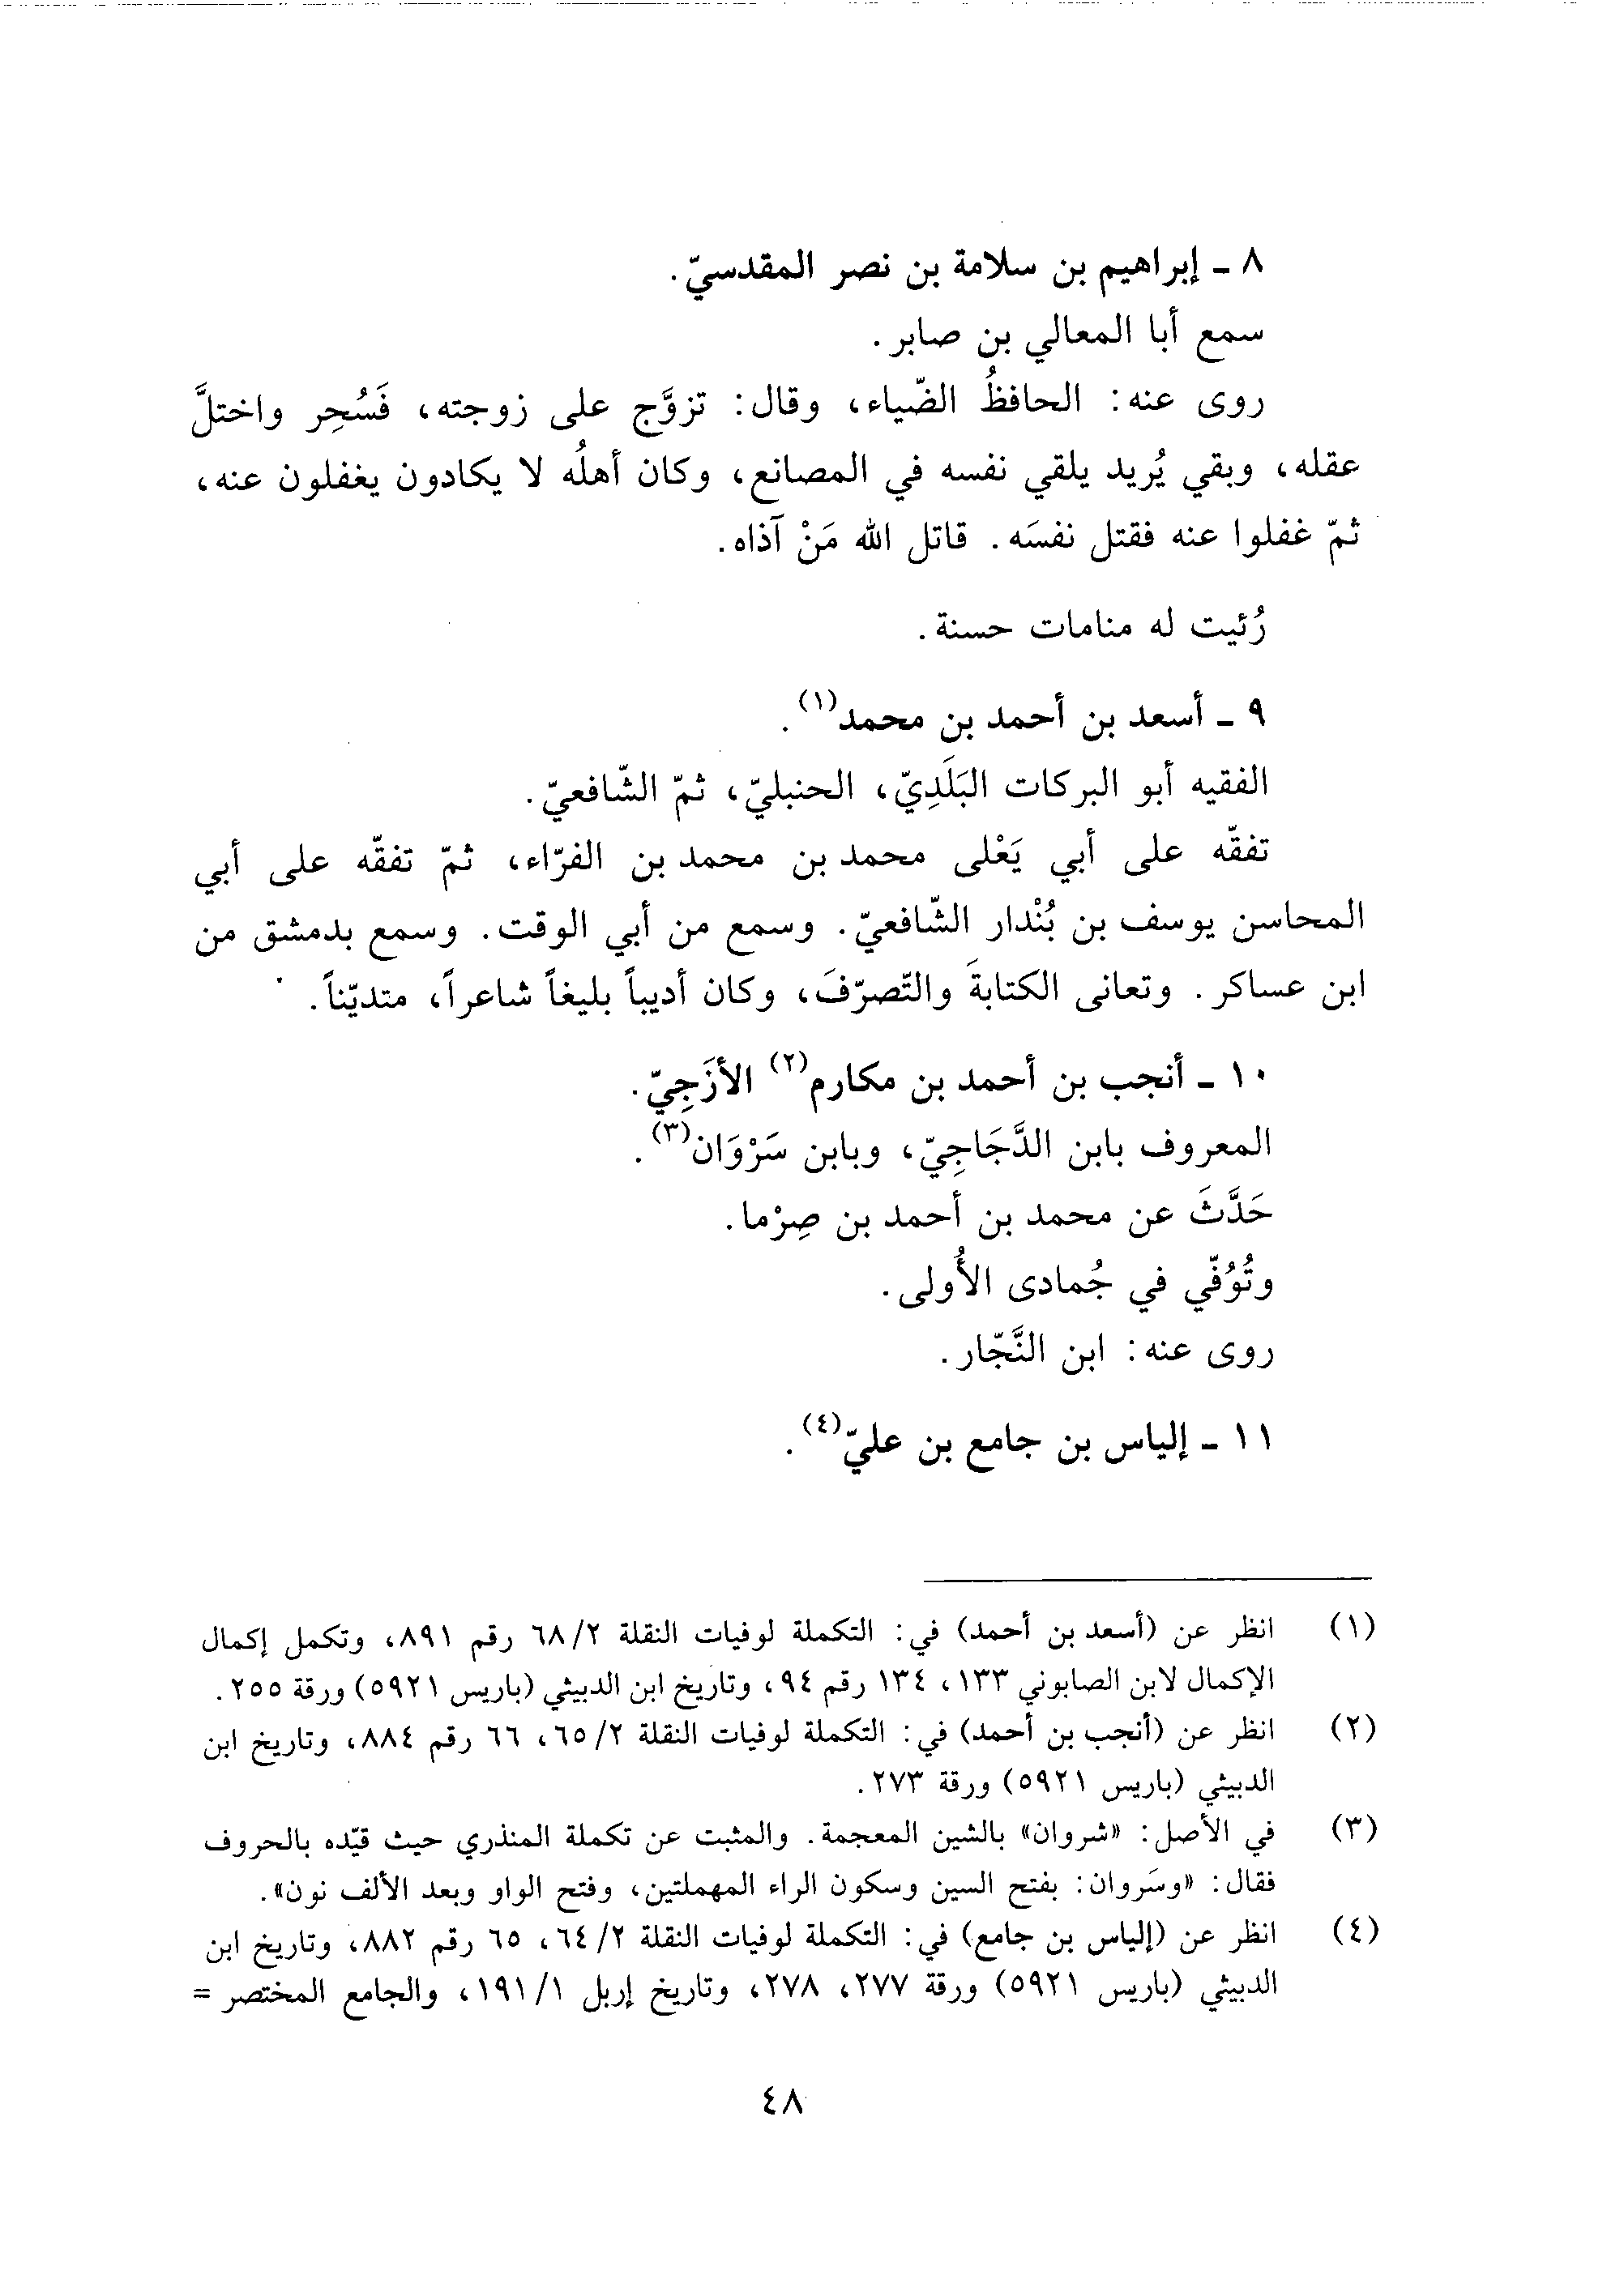 ٨ - إبراهيم بن سلامة بن نصر المقدسيّ.
سمع أبا المعالي بن صابر.
روى عنه: الحافظُ الضّياء، وقال: تزوَّج على زوجته، فَسُحِر واختلَّ
عقله، وبقي يُريد يلقي نفسه في المصانع، وكان أهلُه لا يكادون يغفلون عنه،
ثمّ غفلوا عنه فقتل نفسَه. قاتل الله مَنْ آذاه.
رُئيت له منامات حسنة.
٩ - أسعد بن أحمد بن محمد(١).
الفقيه أبو البركات البَلَدِيّ، الحنبليّ، ثمّ الشّافعيّ.
تفقّه على أبي يَعْلى محمد بن محمد بن الفرّاء، ثمّ تفقّه على أبي
المحاسن يوسف بن بُنْدار الشّافعيّ. وسمع من أبي الوقت. وسمع بدمشق من
ابن عساكر. وتعانى الكتابةَ والتّصرّفَ، وكان أديباً بليغاً شاعراً، متديّناً.
١٠ - أنجب بن أحمد بن مكارم(٢) الأزَجِيّ.
المعروف بابن الدَّجَاجِيّ، وبابن سَرْوَان(٣).
حَدَّثَ عن محمد بن أحمد بن صِرْما.
وتُوُفّي في جُمادى الأُولى.
روى عنه: ابن النَّجّار.
١١ - إلياس بن جامع بن عليّ(٤).
(١) انظر عن (أسعد بن أحمد) في: التكملة لوفيات النقلة ٦٨/٢ رقم ٨٩١، وتكمل إكمال
الإكمال لابن الصابوني ١٣٣، ١٣٤ رقم ٩٤، وتاريخ ابن الدبيثي (باريس ٥٩٢١) ورقة ٢٥٥.
(٢) انظر عن (أنجب بن أحمد) في: التكملة لوفيات النقلة ٦٥/٢، ٦٦ رقم ٨٨٤، وتاريخ ابن
الدبيثي (باريس ٥٩٢١) ورقة ٢٧٣.
(٣) في الأصل: «شروان» بالشين المعجمة. والمثبت عن تكملة المنذري حيث قيّده بالحروف
فقال: «وسَروان: بفتح السين وسكون الراء المهملتين، وفتح الواو وبعد الألف نون».
(٤) انظر عن (إلياس بن جامع) في: التكملة لوفيات النقلة ٦٤/٢، ٦٥ رقم ٨٨٢، وتاريخ ابن
الدبيثي (باريس ٥٩٢١) ورقة ٢٧٧، ٢٧٨، وتاريخ إربل ١٩١/١، والجامع المختصر =
٤٨